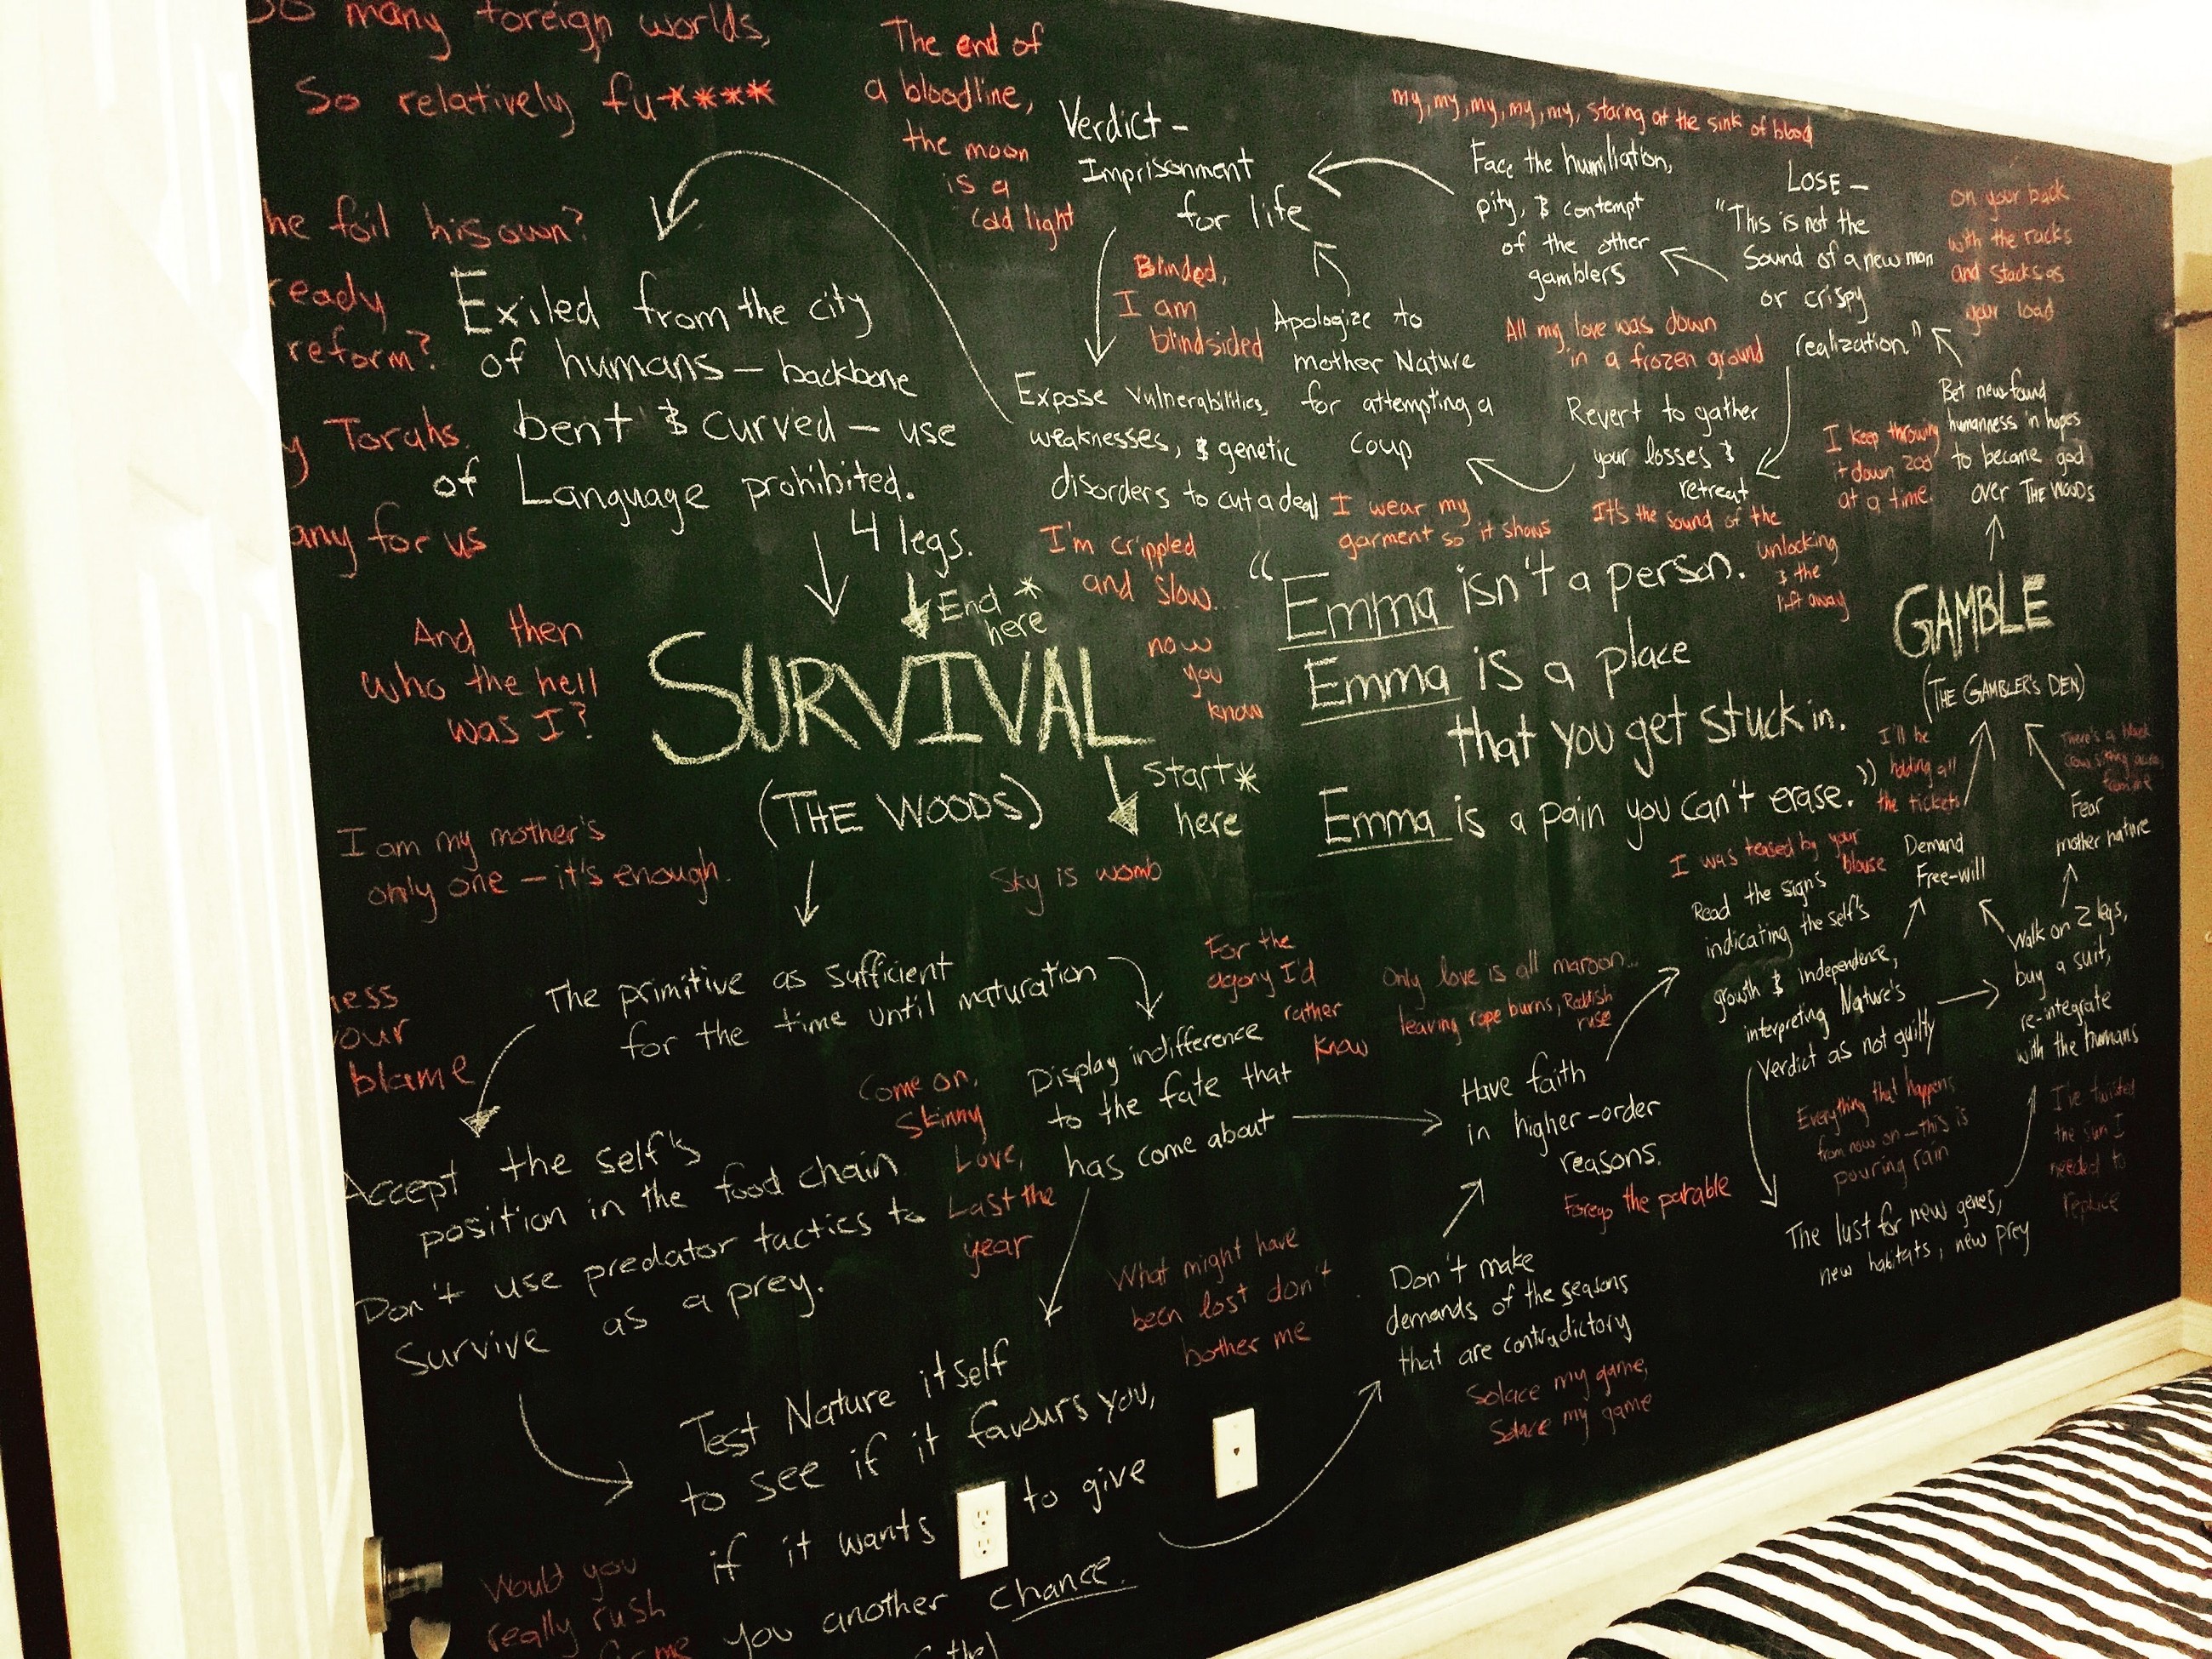 So many foreign worlds,
So relatively fu****
he foil his own?
ready
reform?
Torahs.
any for us
And then
who the hell
was I?
I am my mother's
only one – it's enough.
your
blame
The end of
a bloodline,
the moon
is a
cold light
Verdict –
Imprisonment
for life
Exiled from the city
of humans – backbone
bent & curved – use
of Language prohibited.
4 legs.
End *
here
SURVIVAL
(THE WOODS)
Start *
here
Sky is womb
Blinded,
I am
blindsided
Expose vulnerabilities,
weaknesses, & genetic
disorders to cut a deal
I'm crippled
and slow.
now
you
know
Apologize to
mother Nature
for attempting a
coup
I wear my
garment so it shows
my, my, my, my, my, staring at the sink of blood
Face the humiliation,
pity, & contempt
of the other
gamblers
All my love was down
in a frozen ground
Revert to gather
your losses &
retreat
It's the sound of the
unlocking
& the
lift away
LOSE –
"This is not the
Sound of a new man
or crispy
realization."
on your back
with the racks
and stacks as
your load
I keep throwing
it down 200
at a time.
Bet newfound
humanness in hopes
to become god
over THE WOODS
"Emma isn't a person.
Emma is a place
that you get stuck in.
Emma is a pain you can't erase."
GAMBLE
(THE GAMBLER'S DEN)
I'll be
holding all
the tickets
There's a black
crow sitting across
from me
Fear
mother nature
Demand
Free-will
I was teased by your
blouse
Read the signs
indicating the self's
growth & independence,
interpreting Nature's
Verdict as not guilty
Walk on 2 legs,
buy a suit,
re-integrate
with the humans
I've twisted
the sun I
needed to
replace
Everything that happens
from now on – this is
pouring rain
The lust for new genes,
new habitats, new prey
The primitive as sufficient
for the time until maturation
For the
agony I'd
rather
know
Only love is all maroon...
leaving rope burns, Reddish
ruse
Display indifference
to the fate that
has come about
Have faith
in higher-order
reasons.
Forego the parable
Come on,
Skinny
Love,
Last the
year
Accept the self's
position in the food chain
Don't use predator tactics to
Survive as a prey.
What might have
been lost don't
bother me
Don't make
demands of the seasons
that are contradictory
Solace my game,
Solace my game
Test Nature itself
to see if it favours you,
if it wants to give
you another chance.
Would you
really rush
me